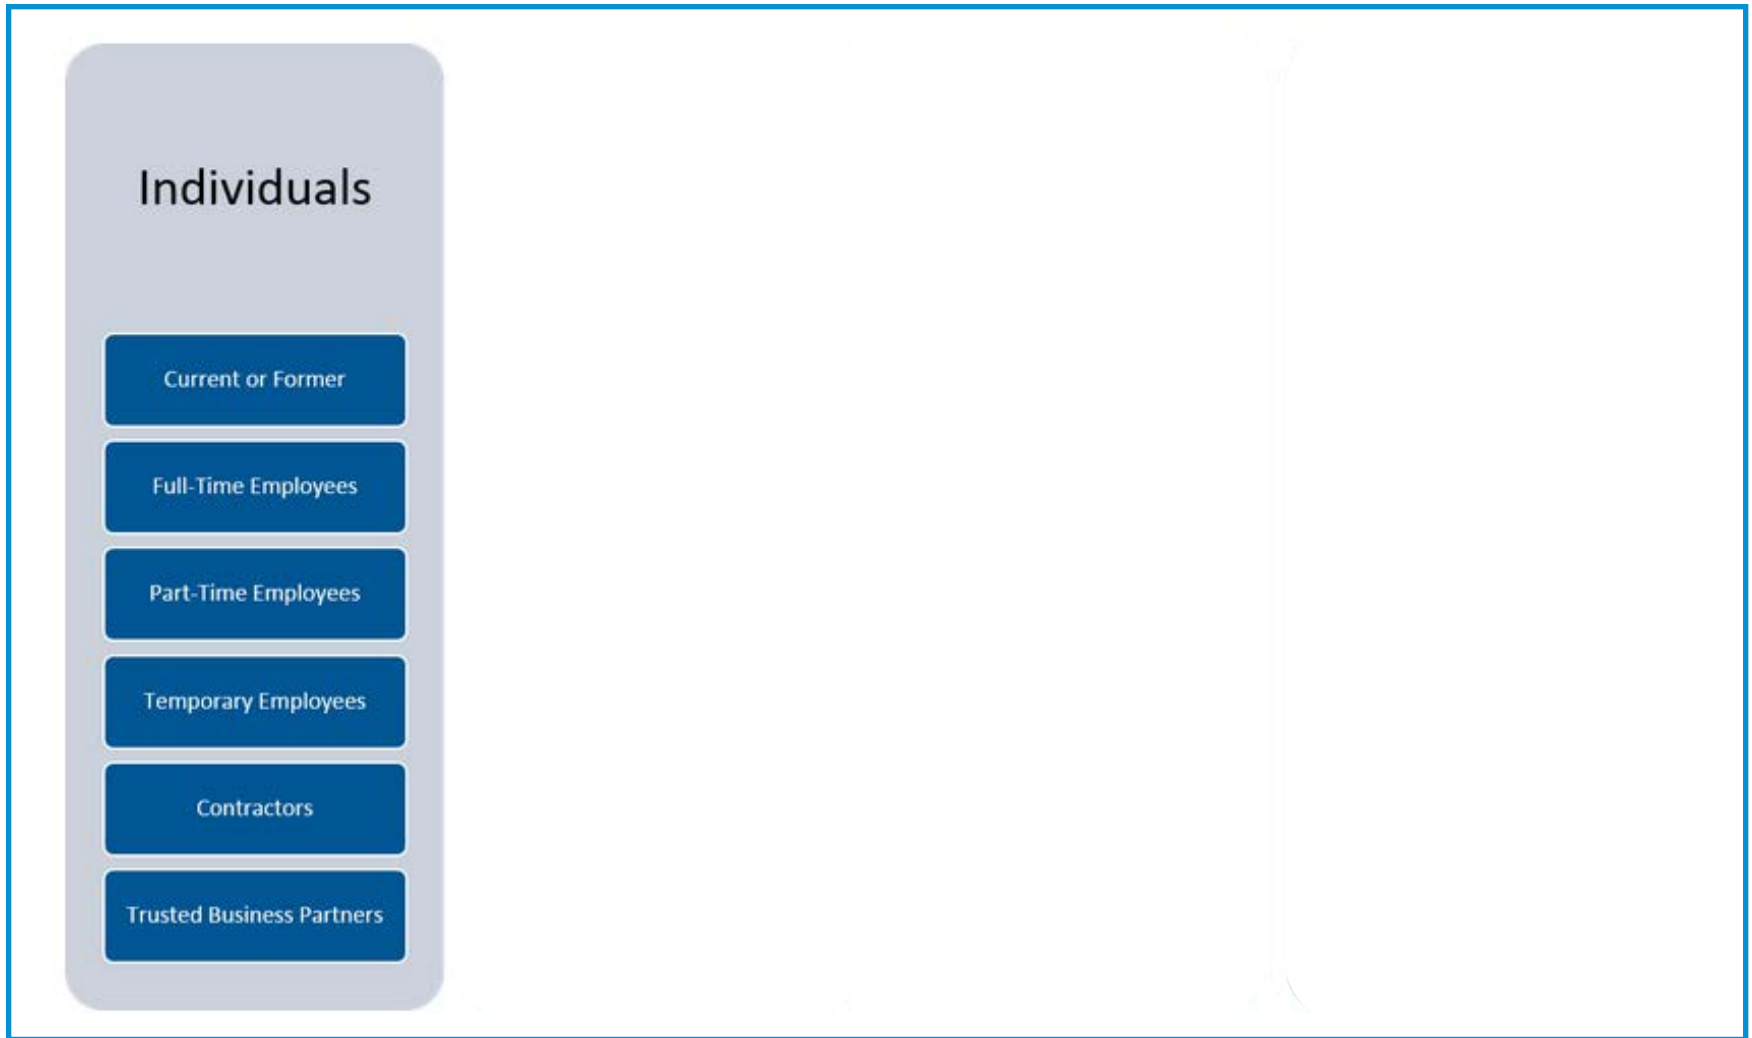 Individuals
Current or Former
Full-Time Employees
Part-Time Employees
Temporary Employees
Contractors
Trusted Business Partners